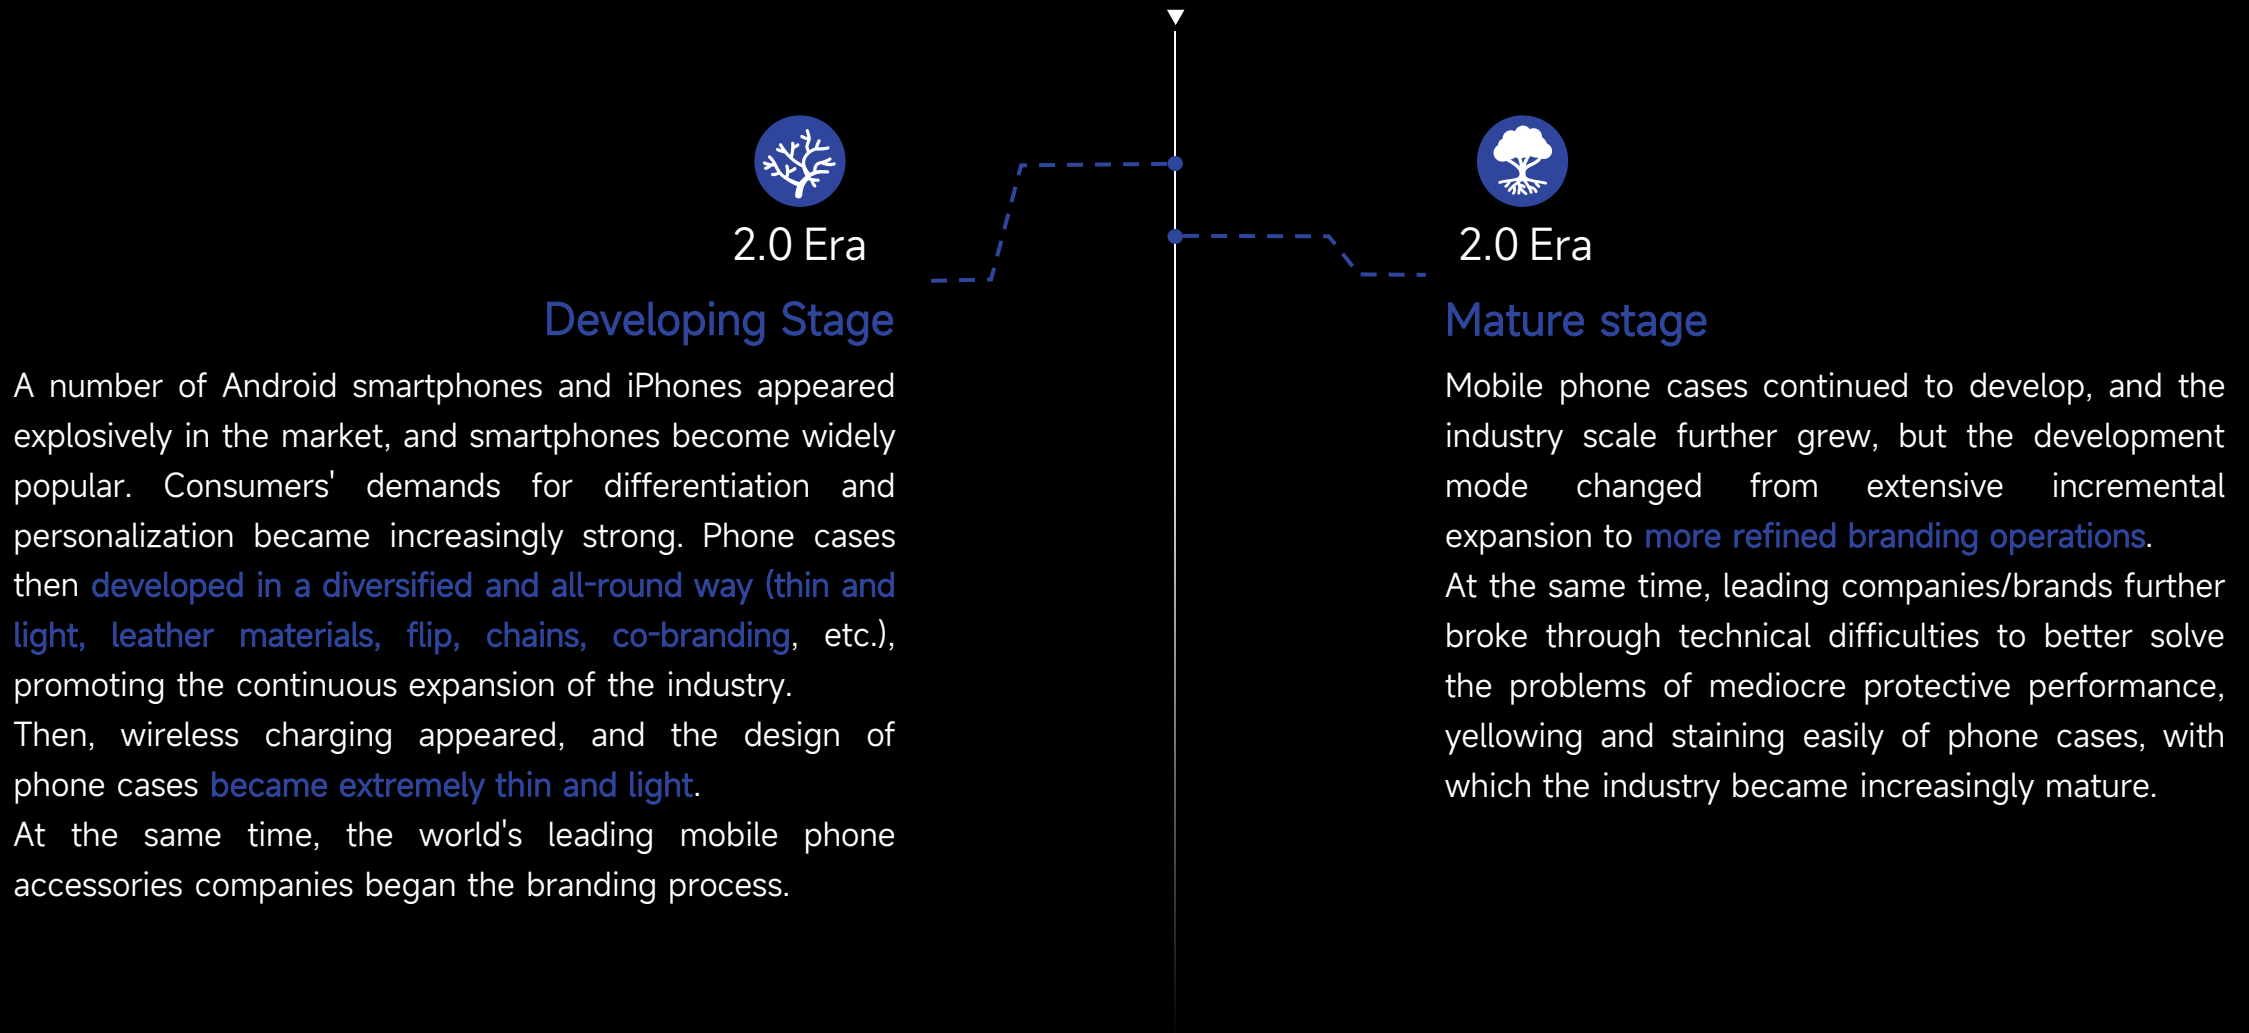 2.0 Era
Developing Stage
A number of Android smartphones and iPhones appeared
explosively in the market, and smartphones become widely
popular. Consumers' demands for differentiation and
personalization became increasingly strong. Phone cases
then developed in a diversified and all-round way (thin and
light, leather materials, flip, chains, co-branding, etc.),
promoting the continuous expansion of the industry.
Then, wireless charging appeared, and the design of
phone cases became extremely thin and light.
At the same time, the world's leading mobile phone
accessories companies began the branding process.
2.0 Era
Mature stage
Mobile phone cases continued to develop, and the
industry scale further grew, but the development
mode changed from extensive incremental
expansion to more refined branding operations.
At the same time, leading companies/brands further
broke through technical difficulties to better solve
the problems of mediocre protective performance,
yellowing and staining easily of phone cases, with
which the industry became increasingly mature.